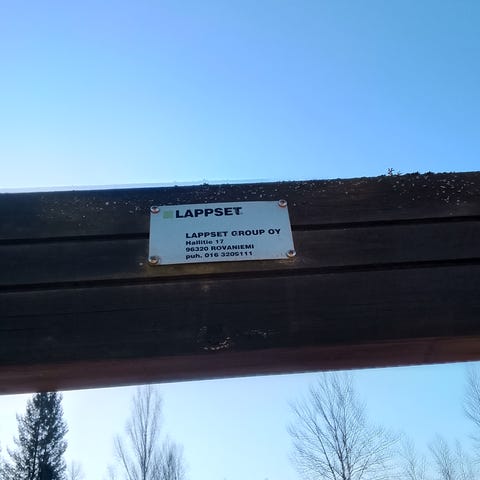 LAPPSET
LAPPSET GROUP OY
Hallitie 17
96320 ROVANIEMI
puh. 016 3205111